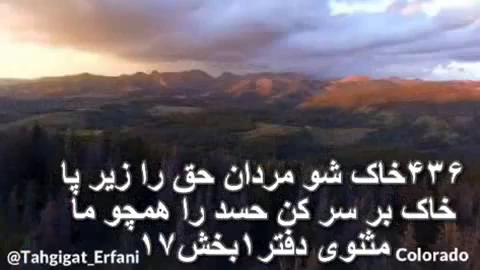 ۴۳۶خاک شو مردان حق را زیر پا
خاک بر سر کن حسد را همچو ما
مثنوی دفتر۱بخش۱۷
@Tahgigat_Erfani
Colorado